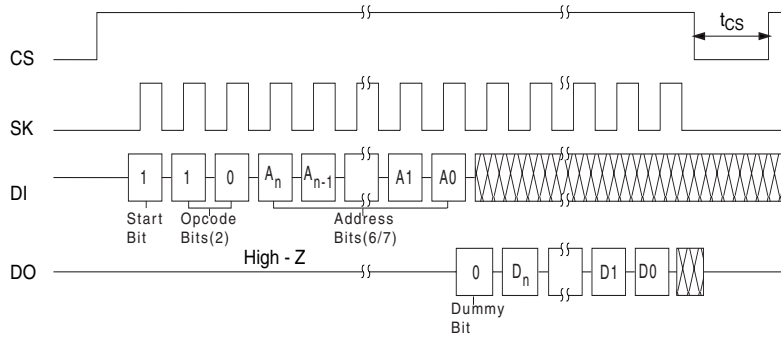 tCS
CS
SK
DI
1 1 0 An An-1 A1 A0
Start Bit
Opcode Bits(2)
Address Bits(6/7)
High - Z
DO
0 Dn D1 D0
Dummy Bit